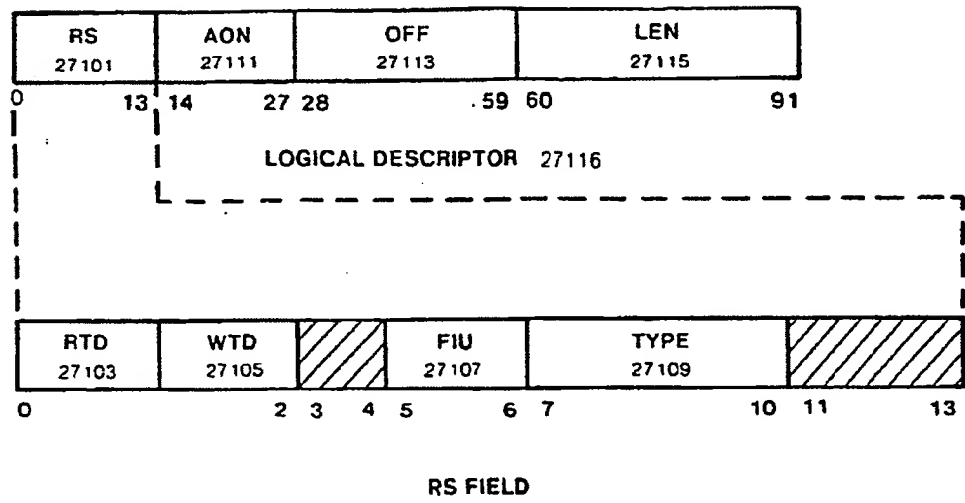 RS AON OFF LEN
27101 27111 27113 27115
0 13 14 27 28 59 60 91
LOGICAL DESCRIPTOR 27116
RTD WTD FIU TYPE
27103 27105 27107 27109
0 2 3 4 5 6 7 10 11 13
RS FIELD